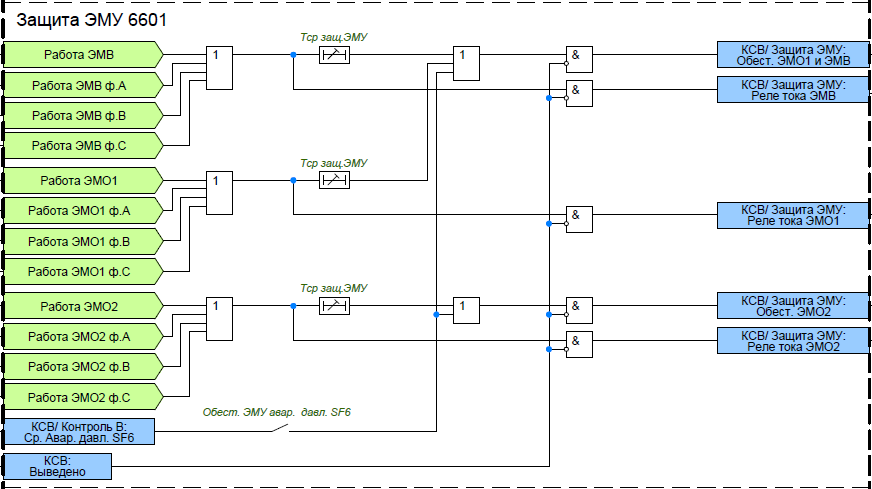 Защита ЭМУ 6601
Тср защ.ЭМУ
Работа ЭМВ
1
1
&
КСВ/ Защита ЭМУ:
Обест. ЭМО1 и ЭМВ
Работа ЭМВ ф.А
&
КСВ/ Защита ЭМУ:
Реле тока ЭМВ
Работа ЭМВ ф.В
Работа ЭМВ ф.С
Тср защ.ЭМУ
Работа ЭМО1
1
Работа ЭМО1 ф.А
&
КСВ/ Защита ЭМУ:
Реле тока ЭМО1
Работа ЭМО1 ф.В
Работа ЭМО1 ф.С
Тср защ.ЭМУ
Работа ЭМО2
1
1
&
КСВ/ Защита ЭМУ:
Обест. ЭМО2
Работа ЭМО2 ф.А
&
КСВ/ Защита ЭМУ:
Реле тока ЭМО2
Работа ЭМО2 ф.В
Работа ЭМО2 ф.С
Обест. ЭМУ авар. давл. SF6
КСВ/ Контроль В:
Ср. Авар. давл. SF6
КСВ:
Выведено